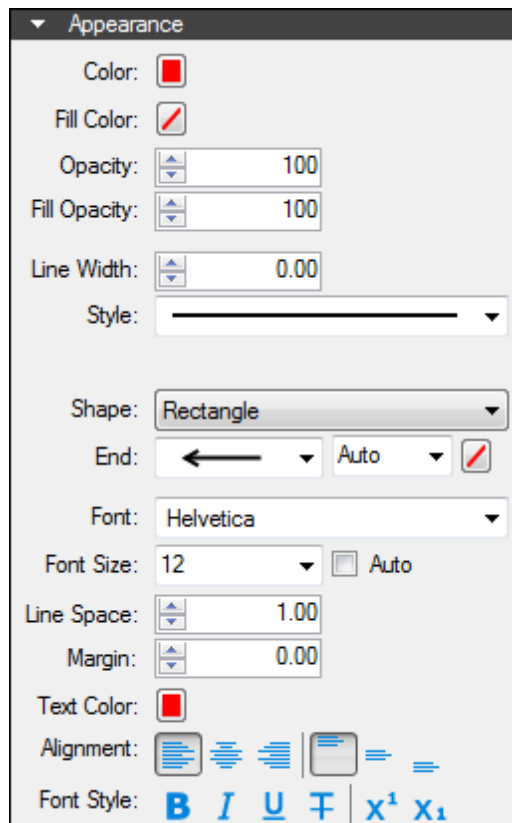 Appearance
Color:
Fill Color:
Opacity: 100
Fill Opacity: 100
Line Width: 0.00
Style:
Shape: Rectangle
End: Auto
Font: Helvetica
Font Size: 12 Auto
Line Space: 1.00
Margin: 0.00
Text Color:
Alignment:
Font Style: B I U T X¹ X₁